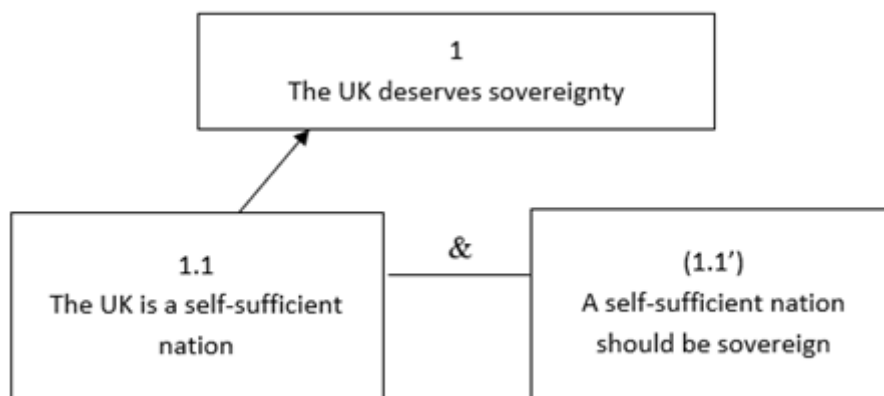 1
The UK deserves sovereignty
&
1.1
The UK is a self-sufficient
nation
(1.1’)
A self-sufficient nation
should be sovereign